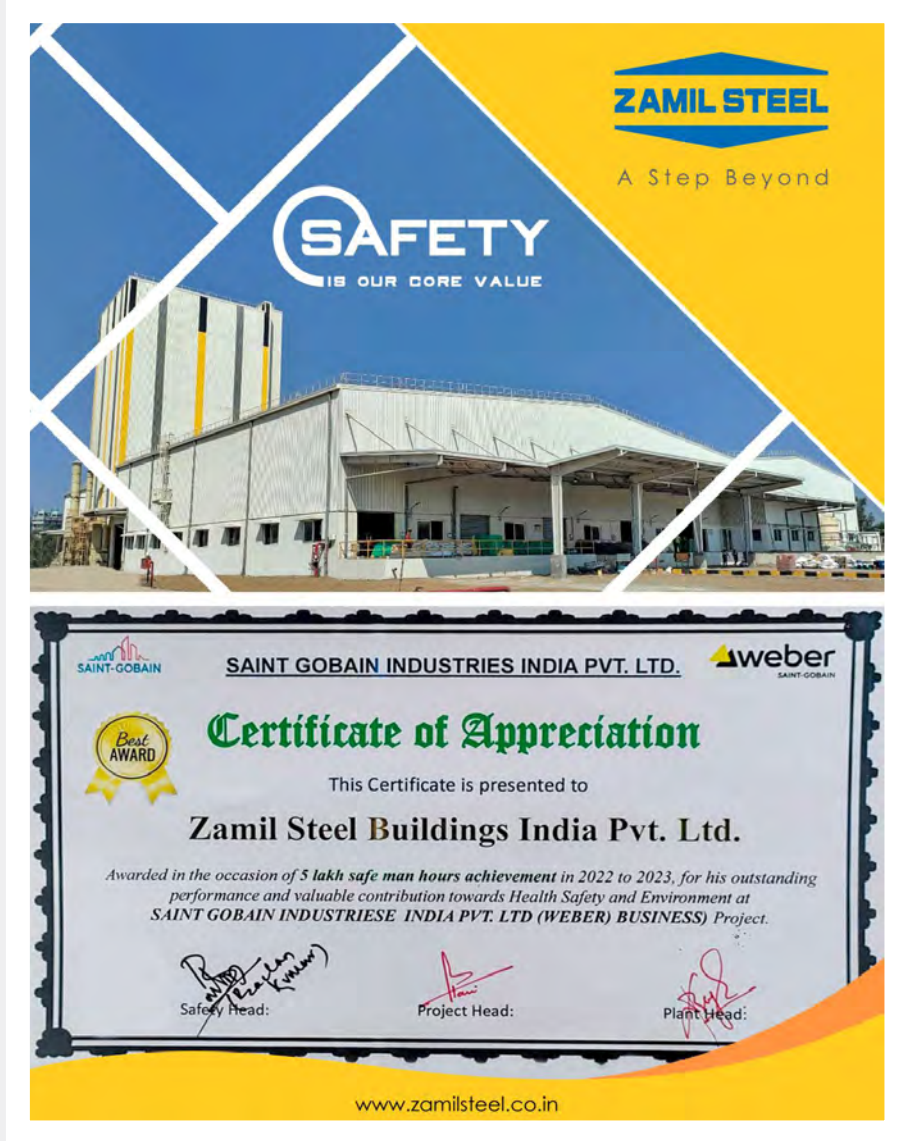 ZAMIL STEEL
A Step Beyond
SAFETY
IS OUR CORE VALUE
SAINT-GOBAIN
SAINT GOBAIN INDUSTRIES INDIA PVT. LTD.
weber
SAINT-GOBAIN
Certificate of Appreciation
Best
AWARD
This Certificate is presented to
Zamil Steel Buildings India Pvt. Ltd.
Awarded in the occasion of 5 lakh safe man hours achievement in 2022 to 2023, for his outstanding
performance and valuable contribution towards Health Safety and Environment at
SAINT GOBAIN INDUSTRIESE INDIA PVT. LTD (WEBER) BUSINESS) Project.
Safety Head:
Project Head:
Plant Head:
www.zamilsteel.co.in